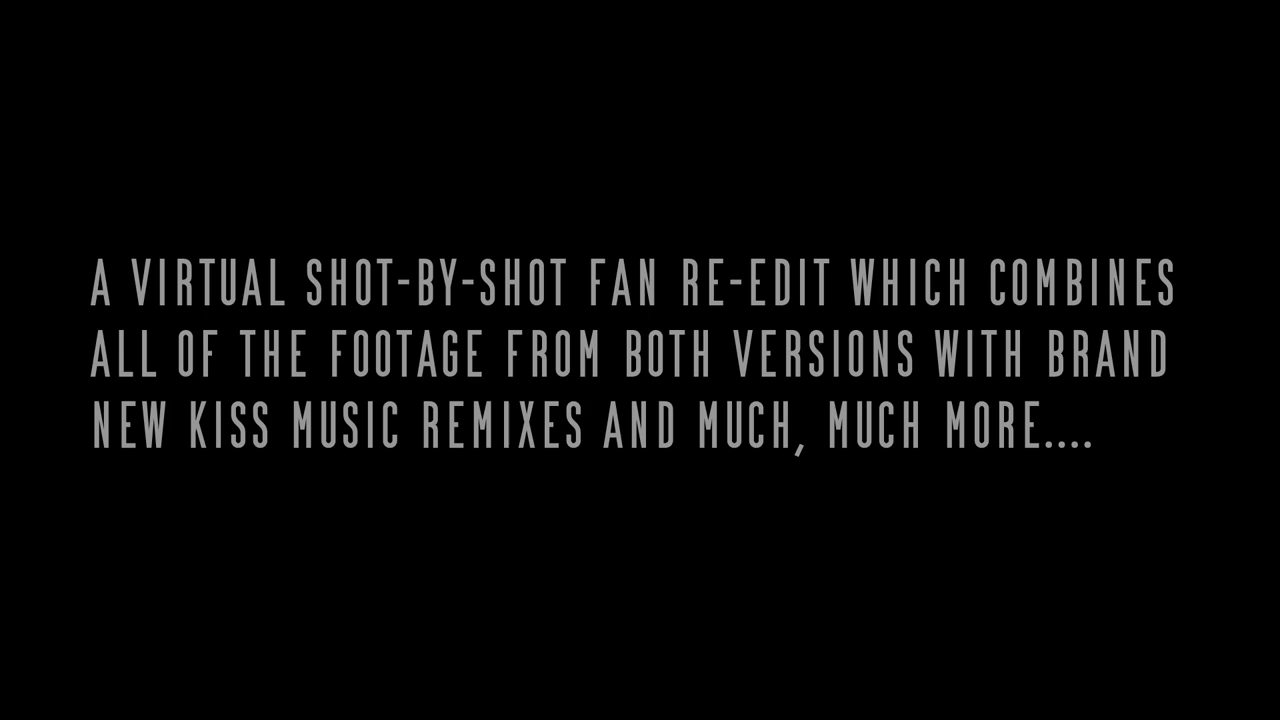 A VIRTUAL SHOT-BY-SHOT FAN RE-EDIT WHICH COMBINES
ALL OF THE FOOTAGE FROM BOTH VERSIONS WITH BRAND
NEW KISS MUSIC REMIXES AND MUCH, MUCH MORE....